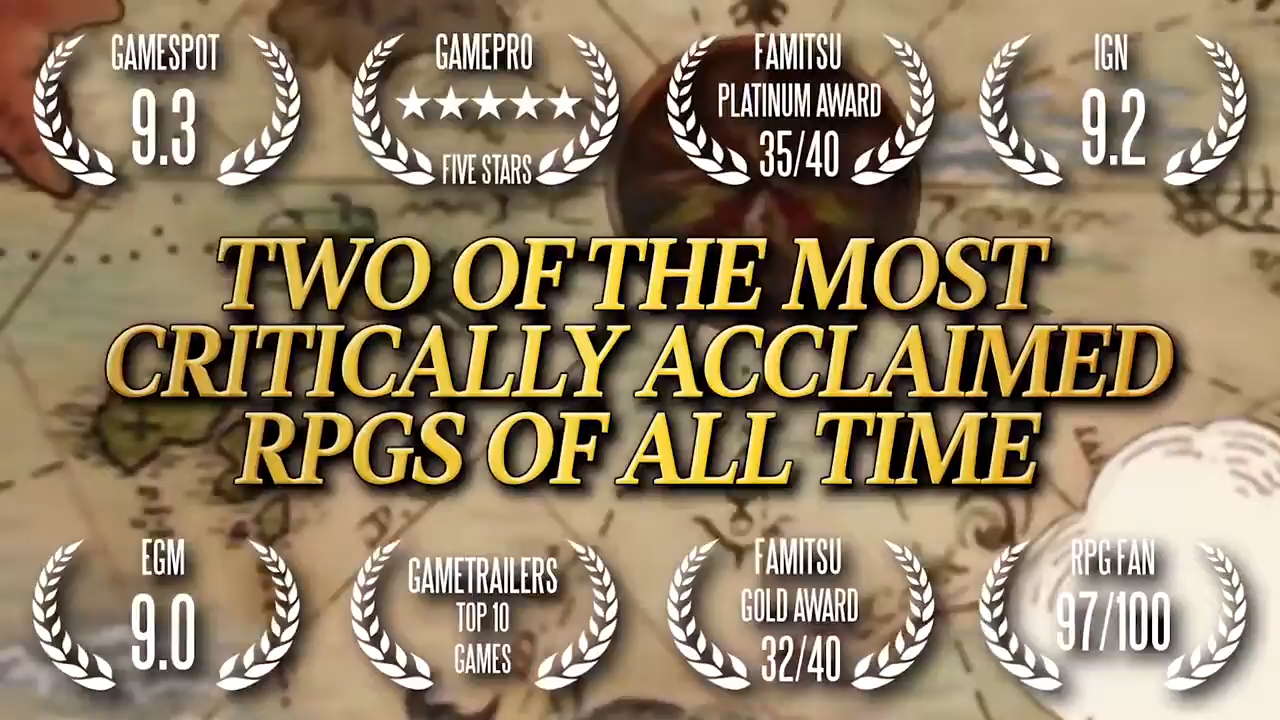 GAMESPOT
9.3
GAMEPRO
FIVE STARS
FAMITSU
PLATINUM AWARD
35/40
IGN
9.2
TWO OF THE MOST
CRITICALLY ACCLAIMED
RPGS OF ALL TIME
EGM
9.0
GAMETRAILERS
TOP 10
GAMES
FAMITSU
GOLD AWARD
32/40
RPG FAN
97/100